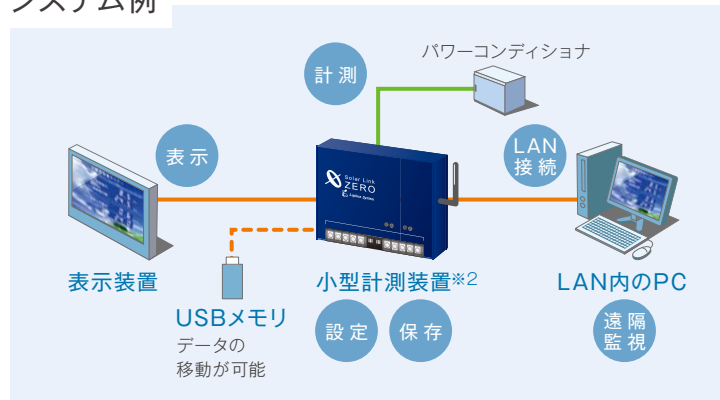 システム例
パワーコンディショナ
計測
表示
LAN
接続
Solar Link
ZERO
表示装置
小型計測装置※2
LAN内のPC
USBメモリ
データの
移動が可能
設定
保存
遠隔
監視